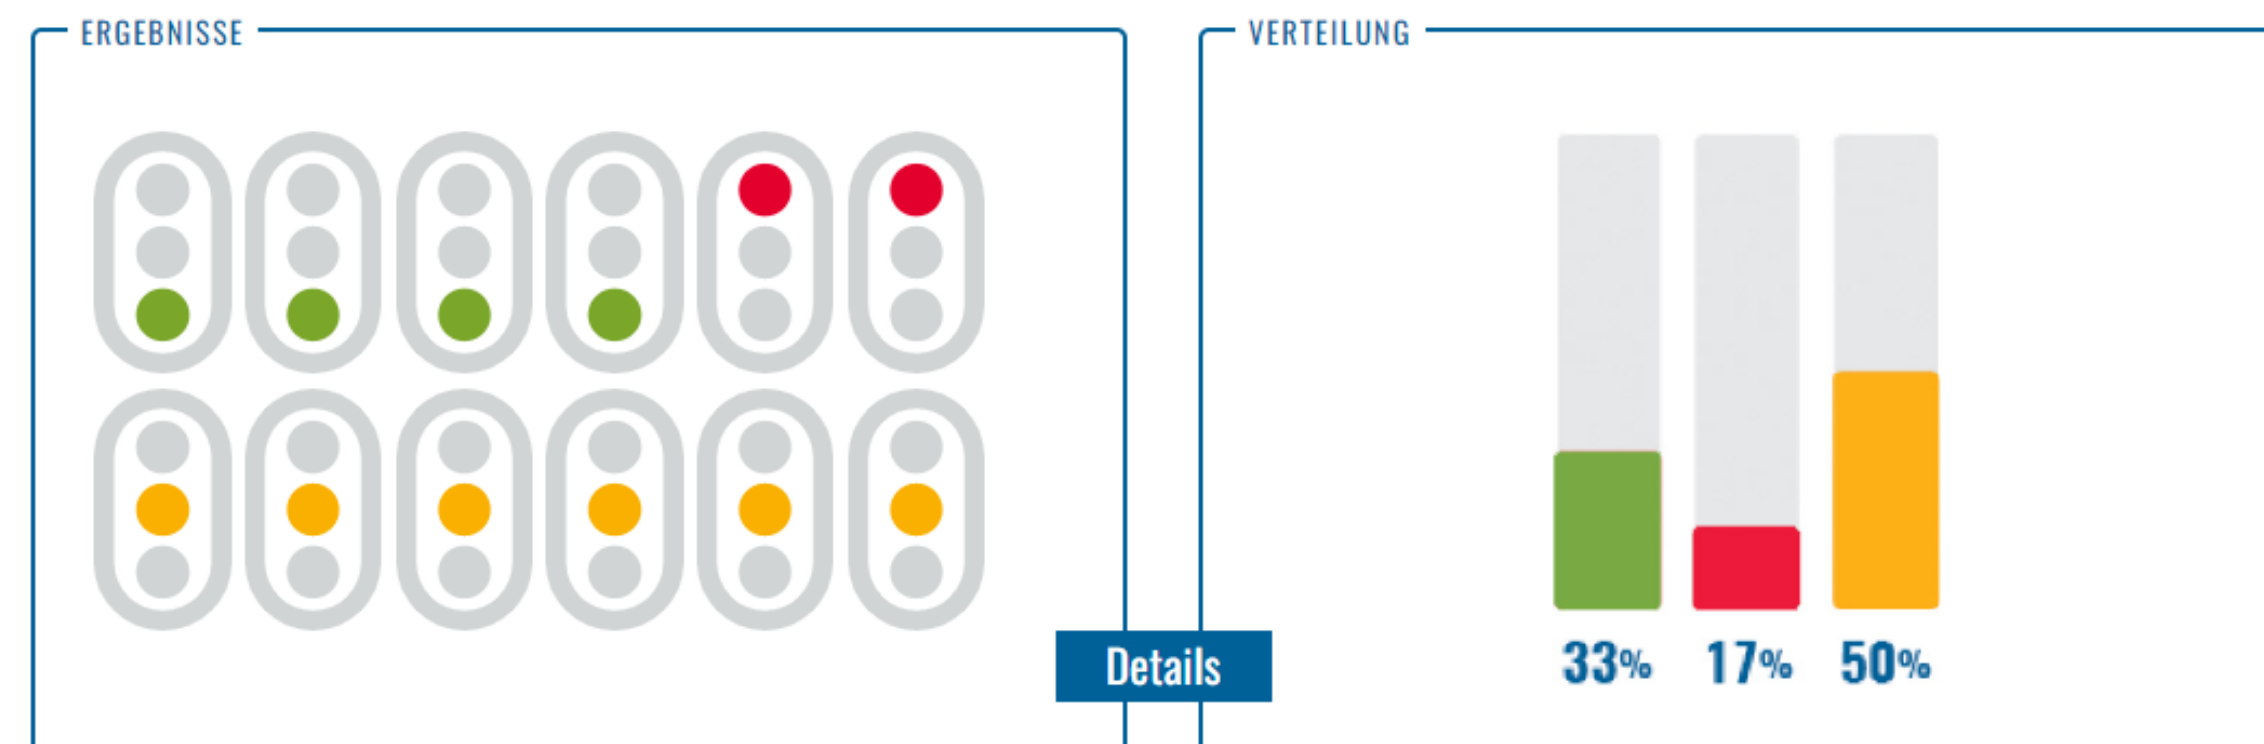 ERGEBNISSE
VERTEILUNG
Details
33%
17%
50%